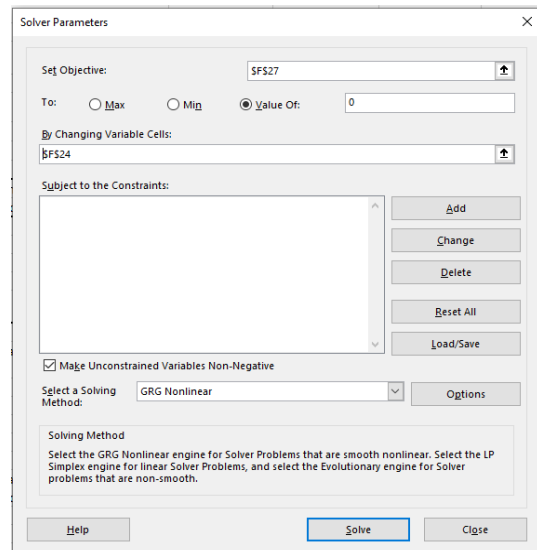 Solver Parameters
Set Objective:
$F$27
To:
Max
Min
Value Of:
0
By Changing Variable Cells:
$F$24
Subject to the Constraints:
Add
Change
Delete
Reset All
Load/Save
Make Unconstrained Variables Non-Negative
Select a Solving
Method:
GRG Nonlinear
Options
Solving Method
Select the GRG Nonlinear engine for Solver Problems that are smooth nonlinear. Select the LP
Simplex engine for linear Solver Problems, and select the Evolutionary engine for Solver
problems that are non-smooth.
Help
Solve
Close